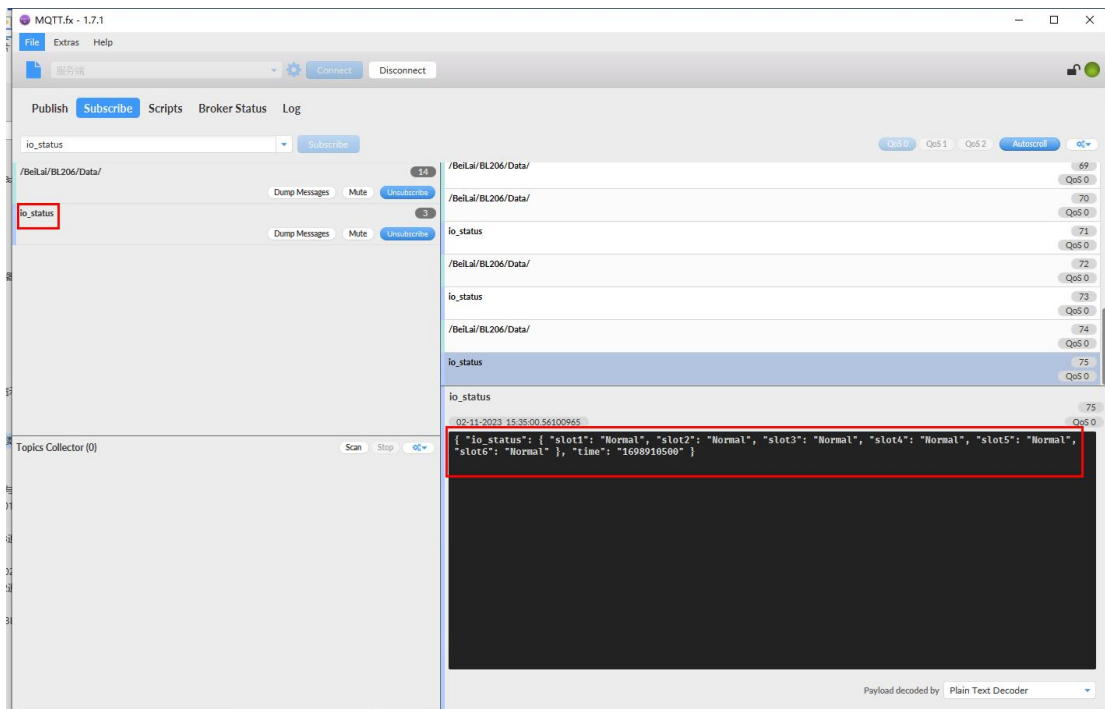 MQTT.fx - 1.7.1
File Extras Help
服务端 Connect Disconnect
Publish Subscribe Scripts Broker Status Log
io_status Subscribe QoS 0 QoS 1 QoS 2 Autoscroll
/BeiLai/BL206/Data/ 14
Dump Messages Mute Unsubscribe
io_status 3
Dump Messages Mute Unsubscribe
/BeiLai/BL206/Data/ 69
QoS 0
/BeiLai/BL206/Data/ 70
QoS 0
io_status 71
QoS 0
/BeiLai/BL206/Data/ 72
QoS 0
io_status 73
QoS 0
/BeiLai/BL206/Data/ 74
QoS 0
io_status 75
QoS 0
io_status
75
02-11-2023 15:35:00.56100965 QoS 0
{ "io_status": { "slot1": "Normal", "slot2": "Normal", "slot3": "Normal", "slot4": "Normal", "slot5": "Normal",
"slot6": "Normal" }, "time": "1698910500" }
Topics Collector (0) Scan Stop
Payload decoded by Plain Text Decoder